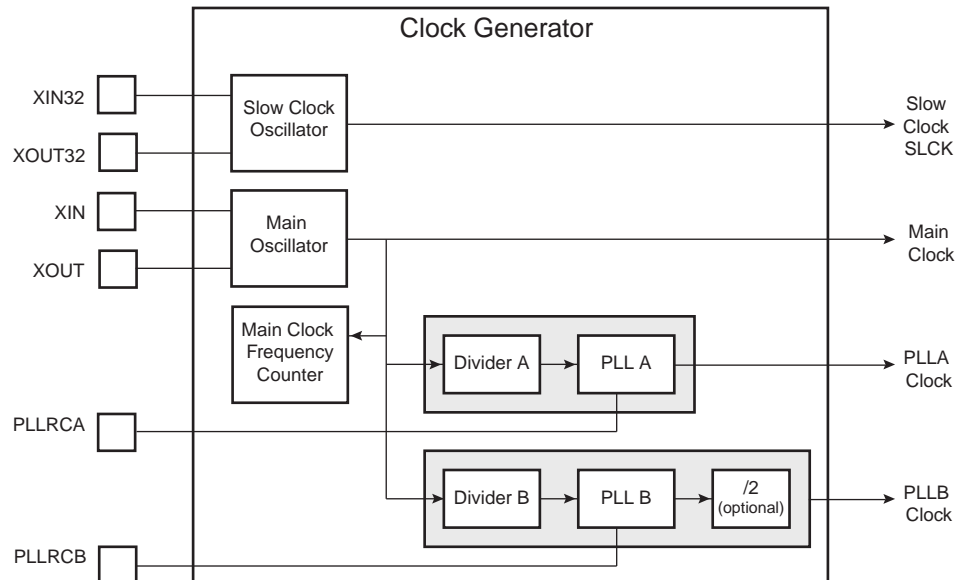 Clock Generator
XIN32
Slow Clock
Oscillator
Slow
Clock
SLCK
XOUT32
XIN
Main
Oscillator
Main
Clock
XOUT
Main Clock
Frequency
Counter
Divider A
PLL A
PLLA
Clock
PLLRCA
Divider B
PLL B
/2
(optional)
PLLB
Clock
PLLRCB